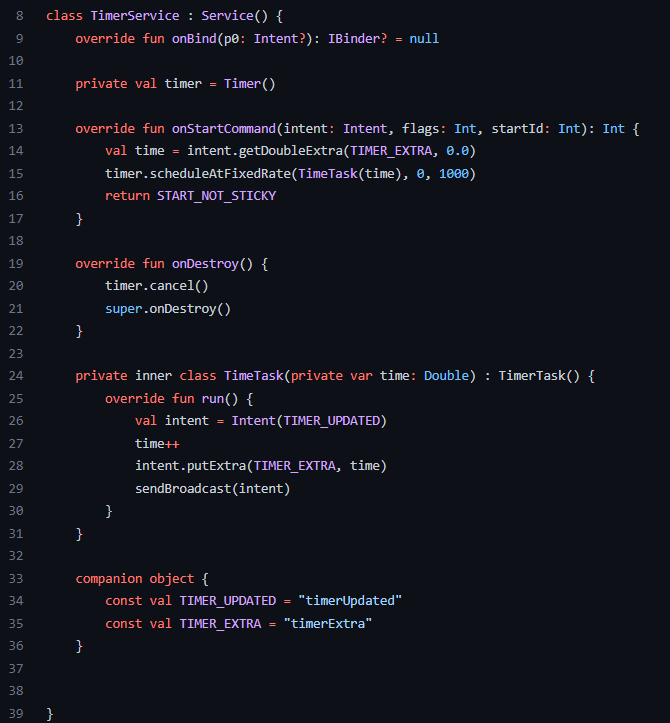 8 class TimerService : Service() {
9     override fun onBind(p0: Intent?): IBinder? = null
10
11     private val timer = Timer()
12
13     override fun onStartCommand(intent: Intent, flags: Int, startId: Int): Int {
14         val time = intent.getDoubleExtra(TIMER_EXTRA, 0.0)
15         timer.scheduleAtFixedRate(TimeTask(time), 0, 1000)
16         return START_NOT_STICKY
17     }
18
19     override fun onDestroy() {
20         timer.cancel()
21         super.onDestroy()
22     }
23
24     private inner class TimeTask(private var time: Double) : TimerTask() {
25         override fun run() {
26             val intent = Intent(TIMER_UPDATED)
27             time++
28             intent.putExtra(TIMER_EXTRA, time)
29             sendBroadcast(intent)
30         }
31     }
32
33     companion object {
34         const val TIMER_UPDATED = "timerUpdated"
35         const val TIMER_EXTRA = "timerExtra"
36     }
37
38
39 }